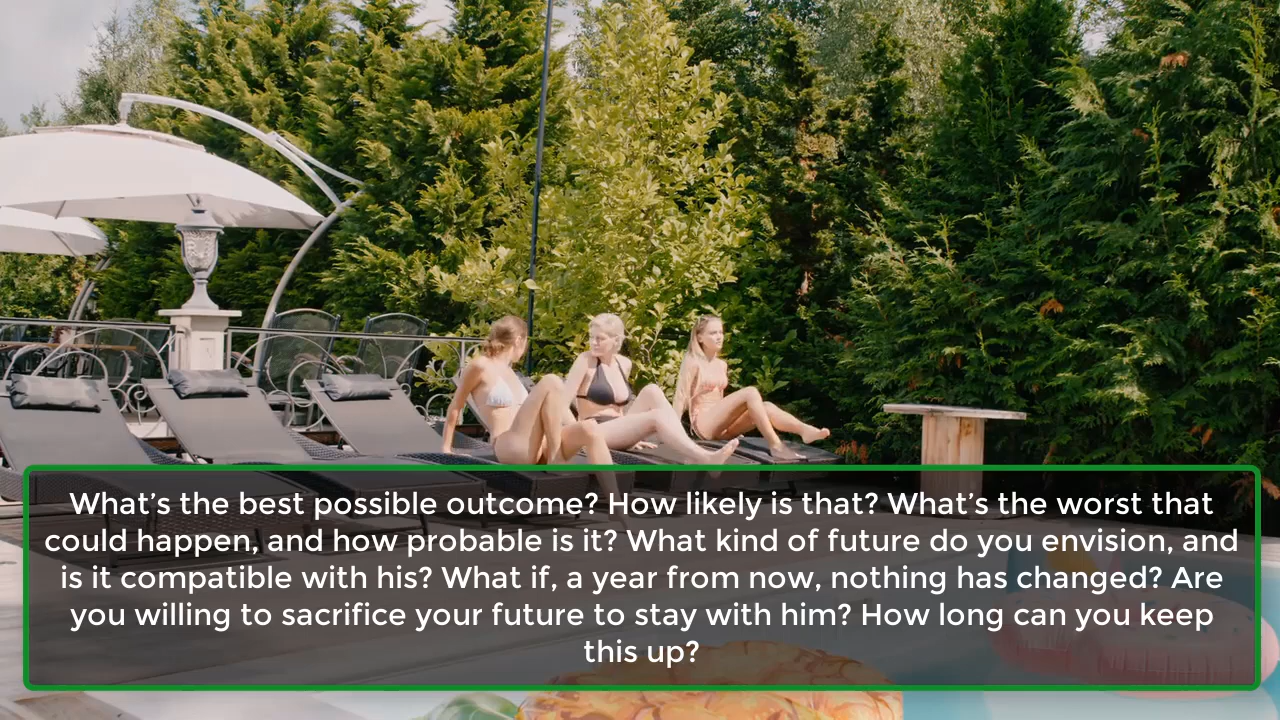 What’s the best possible outcome? How likely is that? What’s the worst that
could happen, and how probable is it? What kind of future do you envision, and
is it compatible with his? What if, a year from now, nothing has changed? Are
you willing to sacrifice your future to stay with him? How long can you keep
this up?